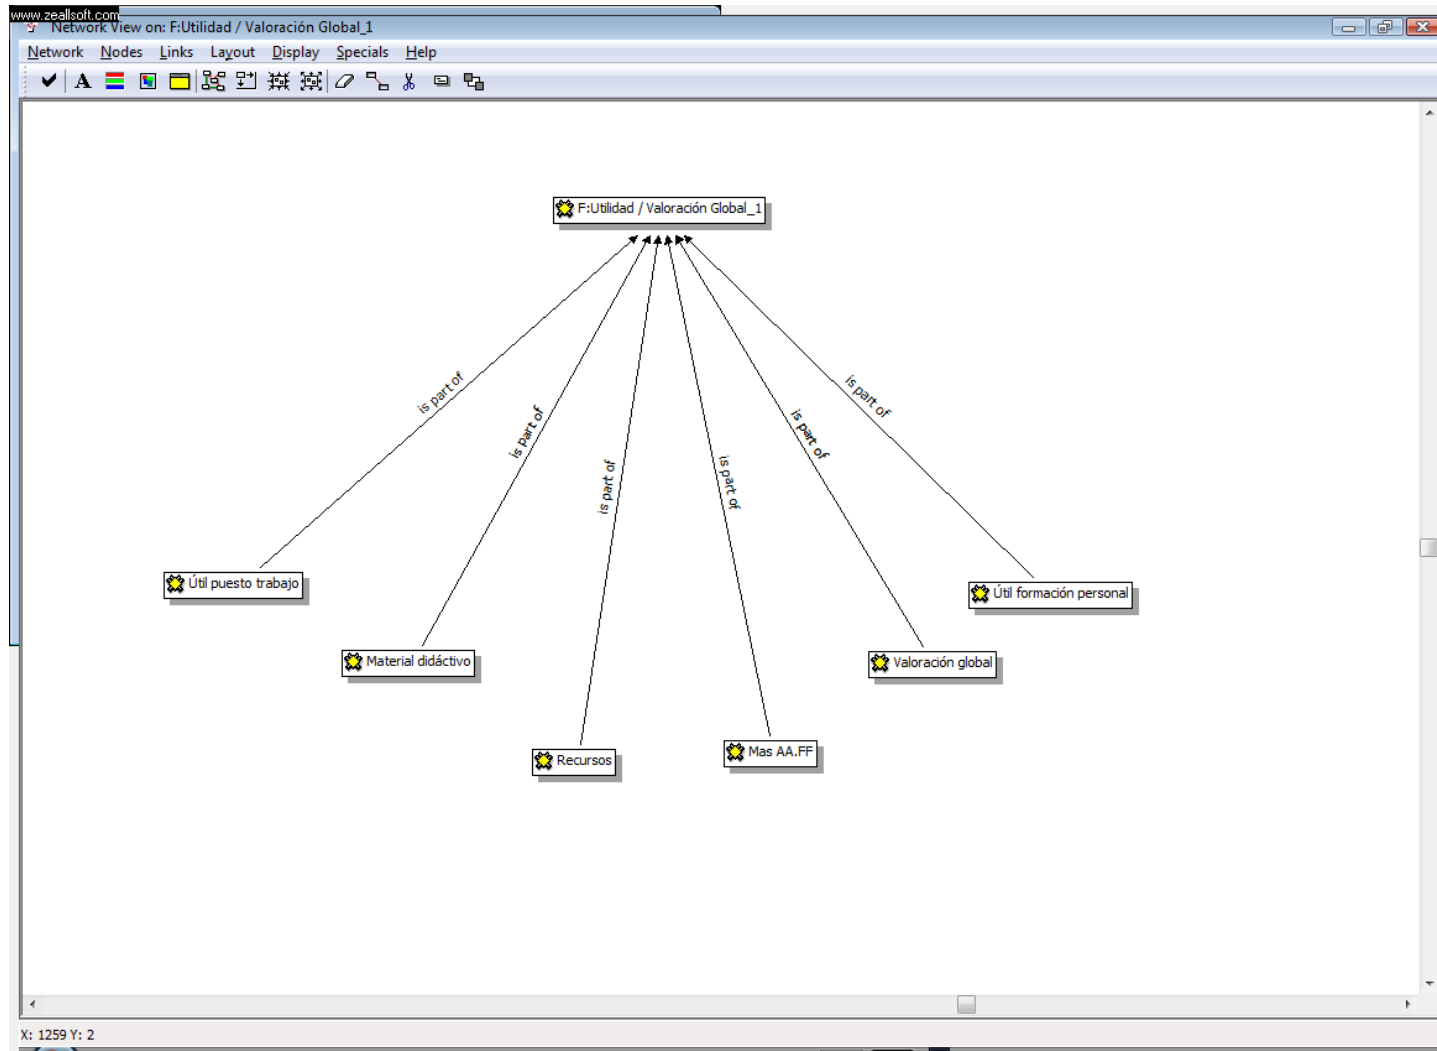 www.zeallsoft.com
Network View on: F:Utilidad / Valoración Global_1
Network Nodes Links Layout Display Specials Help
A
F:Utilidad / Valoración Global_1
is part of
is part of
is part of
is part of
is part of
is part of
Útil puesto trabajo
Útil formación personal
Material didáctivo
Valoración global
Recursos
Mas AA.FF
X: 1259 Y: 2